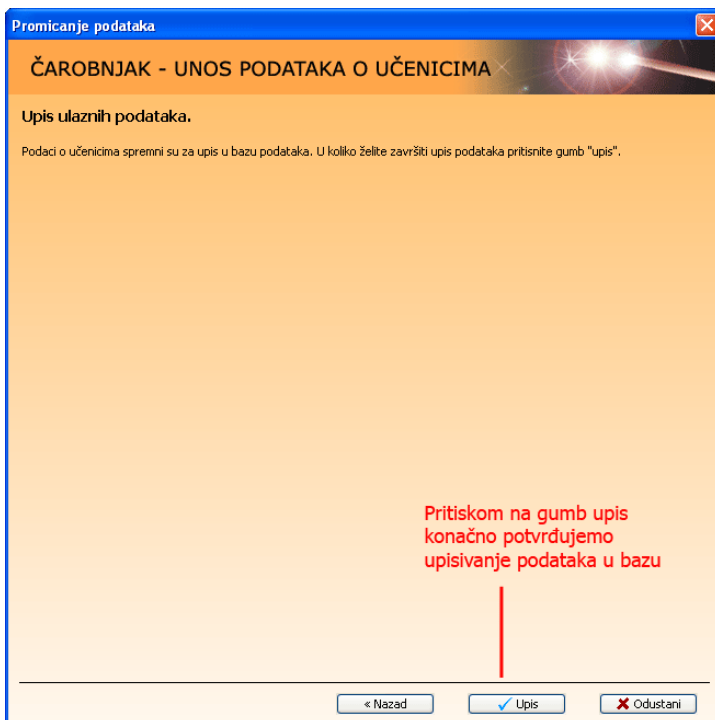 Promicanje podataka
ČAROBNJAK - UNOS PODATAKA O UČENICIMA
Upis ulaznih podataka.
Podaci o učenicima spremni su za upis u bazu podataka. U koliko želite završiti upis podataka pritisnite gumb "upis".
Pritiskom na gumb upis
konačno potvrđujemo
upisivanje podataka u bazu
« Nazad
Upis
Odustani